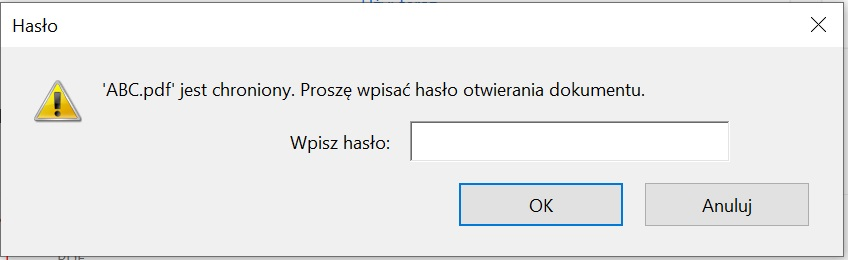 Hasło
'ABC.pdf' jest chroniony. Proszę wpisać hasło otwierania dokumentu.
Wpisz hasło:
OK
Anuluj